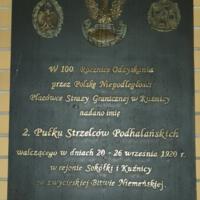 W 100. Rocznicę Odzyskania
przez Polskę Niepodległości
Placówce Straży Granicznej w Kuźnicy
nadano imię
2. Pułku Strzelców Podhalańskich
walczącego w dniach 20 - 26 września 1920 r.
w rejonie Sokółki i Kuźnicy
w zwycięskiej Bitwie Niemeńskiej.